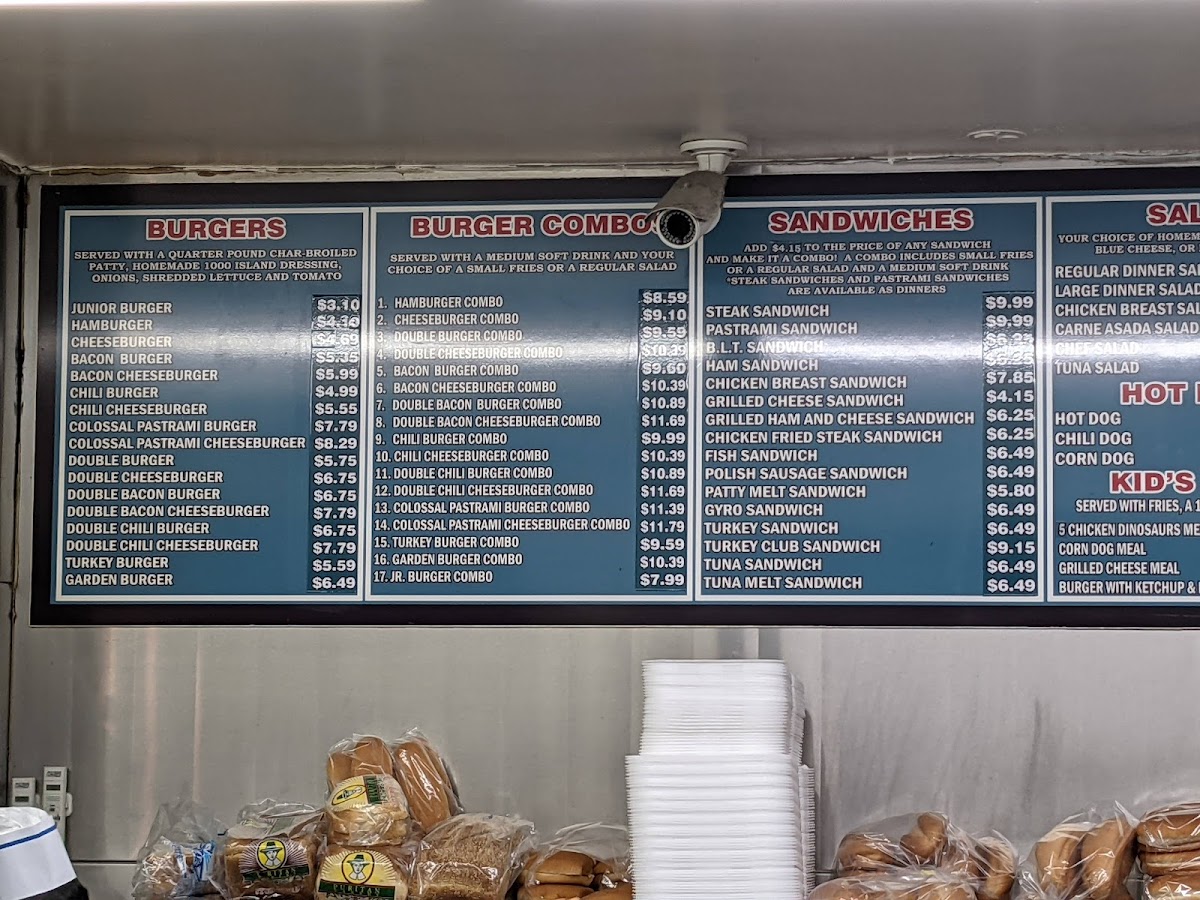 BURGERS
SERVED WITH A QUARTER POUND CHAR-BROILED
PATTY, HOMEMADE 1000 ISLAND DRESSING,
ONIONS, SHREDDED LETTUCE AND TOMATO
JUNIOR BURGER $3.10
HAMBURGER
CHEESEBURGER $4.69
BACON BURGER $5.35
BACON CHEESEBURGER $5.99
CHILI BURGER $4.99
CHILI CHEESEBURGER $5.55
COLOSSAL PASTRAMI BURGER $7.79
COLOSSAL PASTRAMI CHEESEBURGER $8.29
DOUBLE BURGER $5.75
DOUBLE CHEESEBURGER $6.75
DOUBLE BACON BURGER $6.75
DOUBLE BACON CHEESEBURGER $7.79
DOUBLE CHILI BURGER $6.75
DOUBLE CHILI CHEESEBURGER $7.79
TURKEY BURGER $5.59
GARDEN BURGER $6.49
BURGER COMBO
SERVED WITH A MEDIUM SOFT DRINK AND YOUR
CHOICE OF A SMALL FRIES OR A REGULAR SALAD
1. HAMBURGER COMBO $8.59
2. CHEESEBURGER COMBO $9.10
3. DOUBLE BURGER COMBO $9.59
4. DOUBLE CHEESEBURGER COMBO $10.39
5. BACON BURGER COMBO $9.60
6. BACON CHEESEBURGER COMBO $10.39
7. DOUBLE BACON BURGER COMBO $10.89
8. DOUBLE BACON CHEESEBURGER COMBO $11.69
9. CHILI BURGER COMBO $9.99
10. CHILI CHEESEBURGER COMBO $10.39
11. DOUBLE CHILI BURGER COMBO $10.89
12. DOUBLE CHILI CHEESEBURGER COMBO $11.69
13. COLOSSAL PASTRAMI BURGER COMBO $11.39
14. COLOSSAL PASTRAMI CHEESEBURGER COMBO $11.79
15. TURKEY BURGER COMBO $9.59
16. GARDEN BURGER COMBO $10.39
17. JR. BURGER COMBO $7.99
SANDWICHES
ADD $4.15 TO THE PRICE OF ANY SANDWICH
AND MAKE IT A COMBO! A COMBO INCLUDES SMALL FRIES
OR A REGULAR SALAD AND A MEDIUM SOFT DRINK
*STEAK SANDWICHES AND PASTRAMI SANDWICHES
ARE AVAILABLE AS DINNERS
STEAK SANDWICH $9.99
PASTRAMI SANDWICH $9.99
B.L.T. SANDWICH
HAM SANDWICH
CHICKEN BREAST SANDWICH $7.85
GRILLED CHEESE SANDWICH $4.15
GRILLED HAM AND CHEESE SANDWICH $6.25
CHICKEN FRIED STEAK SANDWICH $6.25
FISH SANDWICH $6.49
POLISH SAUSAGE SANDWICH $6.49
PATTY MELT SANDWICH $5.80
GYRO SANDWICH $6.49
TURKEY SANDWICH $6.49
TURKEY CLUB SANDWICH $9.15
TUNA SANDWICH $6.49
TUNA MELT SANDWICH $6.49
YOUR CHOICE OF
BLUE CHEESE, OR
REGULAR DINNER
LARGE DINNER SALAD
CHICKEN BREAST
CARNE ASADA SALAD
CHEF SALAD
TUNA SALAD
HOT
HOT DOG
CHILI DOG
CORN DOG
KID'S
SERVED WITH FRIES, A
5 CHICKEN DINOSAURS
CORN DOG MEAL
GRILLED CHEESE MEAL
BURGER WITH KETCHUP &
PURITAN